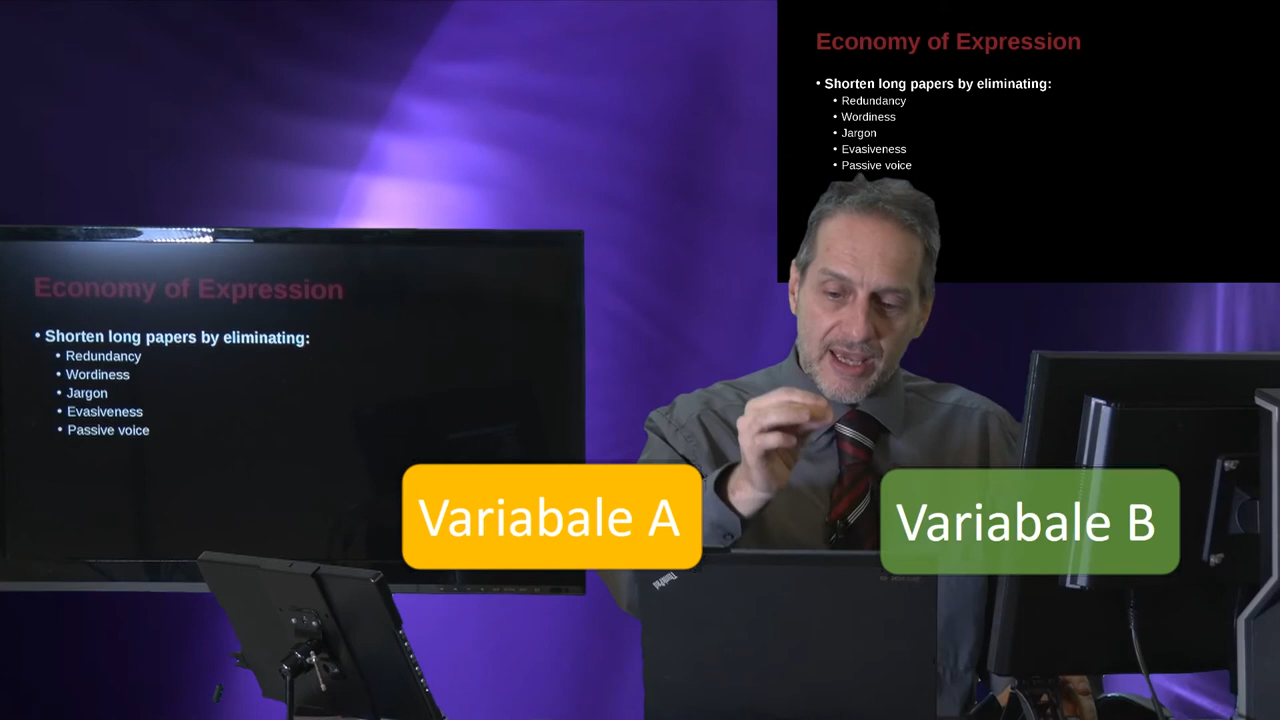 Economy of Expression
• Shorten long papers by eliminating:
• Redundancy
• Wordiness
• Jargon
• Evasiveness
• Passive voice
Economy of Expression
• Shorten long papers by eliminating:
• Redundancy
• Wordiness
• Jargon
• Evasiveness
• Passive voice
Variabale A
Variabale B
ThinkPad